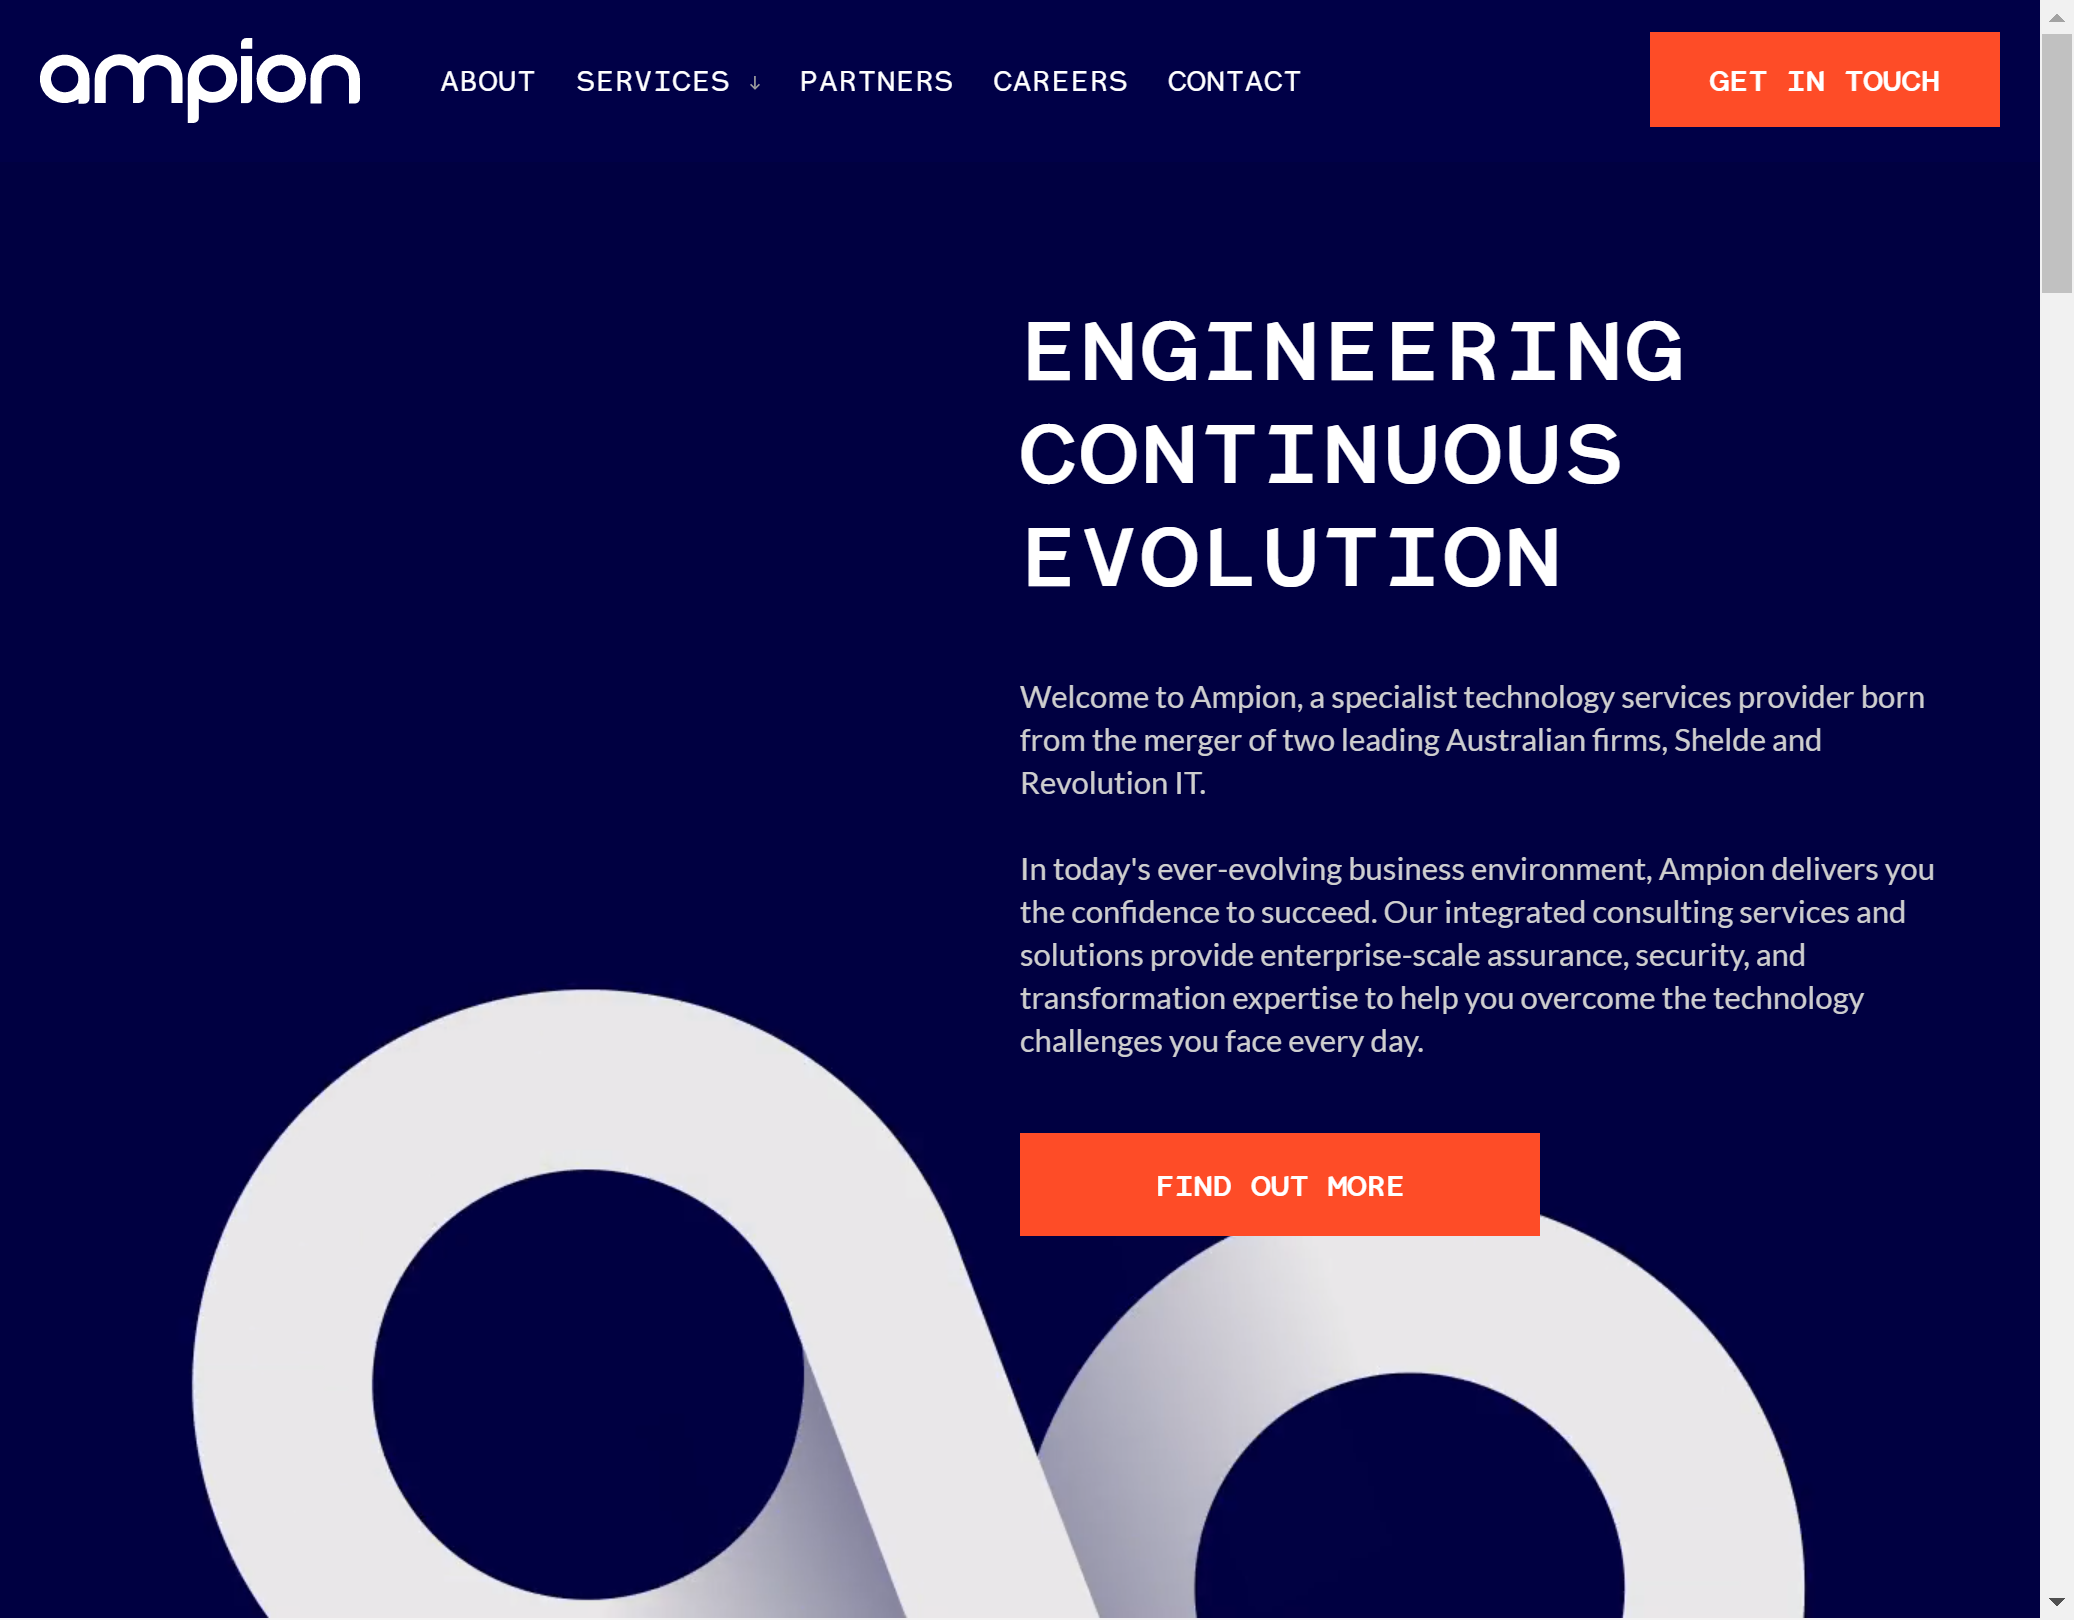 ampion
ABOUT SERVICES ↓ PARTNERS CAREERS CONTACT
GET IN TOUCH
ENGINEERING
CONTINUOUS
EVOLUTION
Welcome to Ampion, a specialist technology services provider born
from the merger of two leading Australian firms, Shelde and
Revolution IT.
In today's ever-evolving business environment, Ampion delivers you
the confidence to succeed. Our integrated consulting services and
solutions provide enterprise-scale assurance, security, and
transformation expertise to help you overcome the technology
challenges you face every day.
FIND OUT MORE